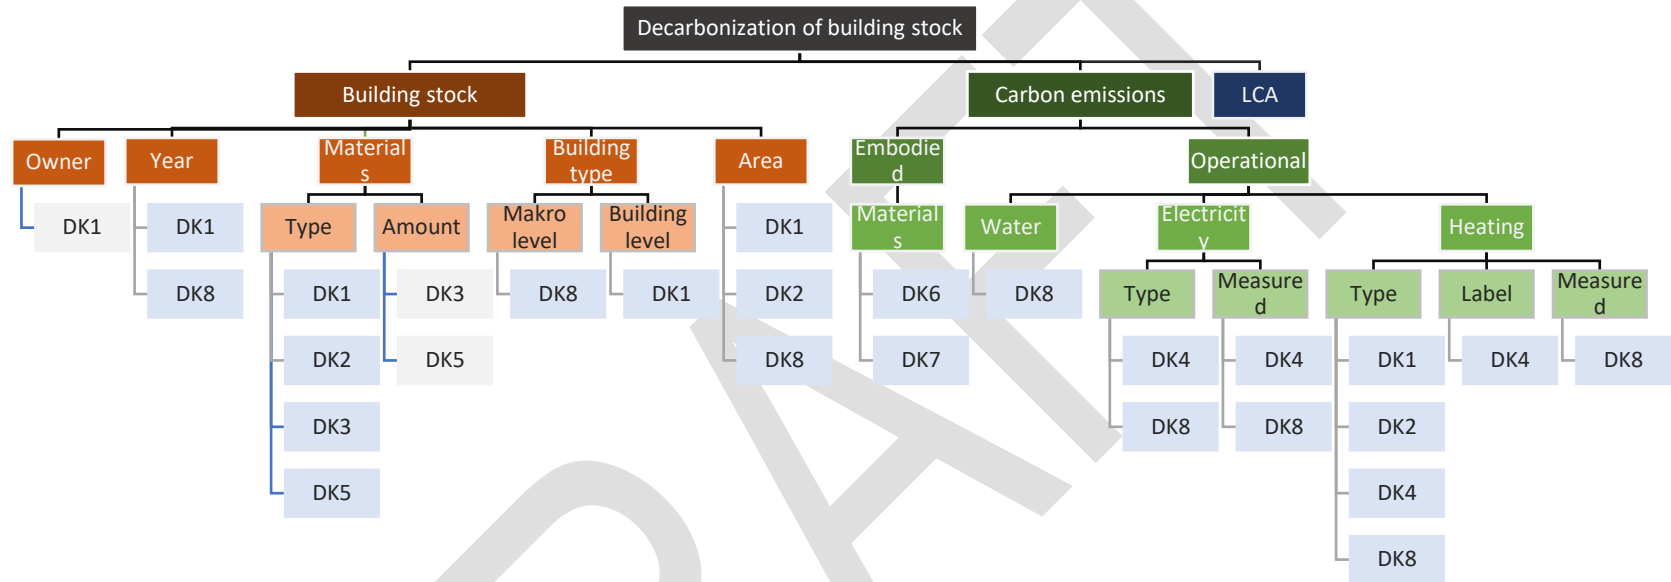 Decarbonization of building stock
Building stock
Carbon emissions
LCA
Owner
Year
Material
s
Building
type
Area
Embodie
d
Operational
DK1
DK1
Type
Amount
Makro
level
Building
level
DK1
Material
s
Water
Electricit
y
Heating
DK8
DK1
DK3
DK8
DK1
DK2
DK6
DK8
Type
Measure
d
Type
Label
Measure
d
DK2
DK5
DK8
DK7
DK4
DK4
DK1
DK4
DK8
DK3
DK8
DK8
DK2
DK5
DK4
DK8